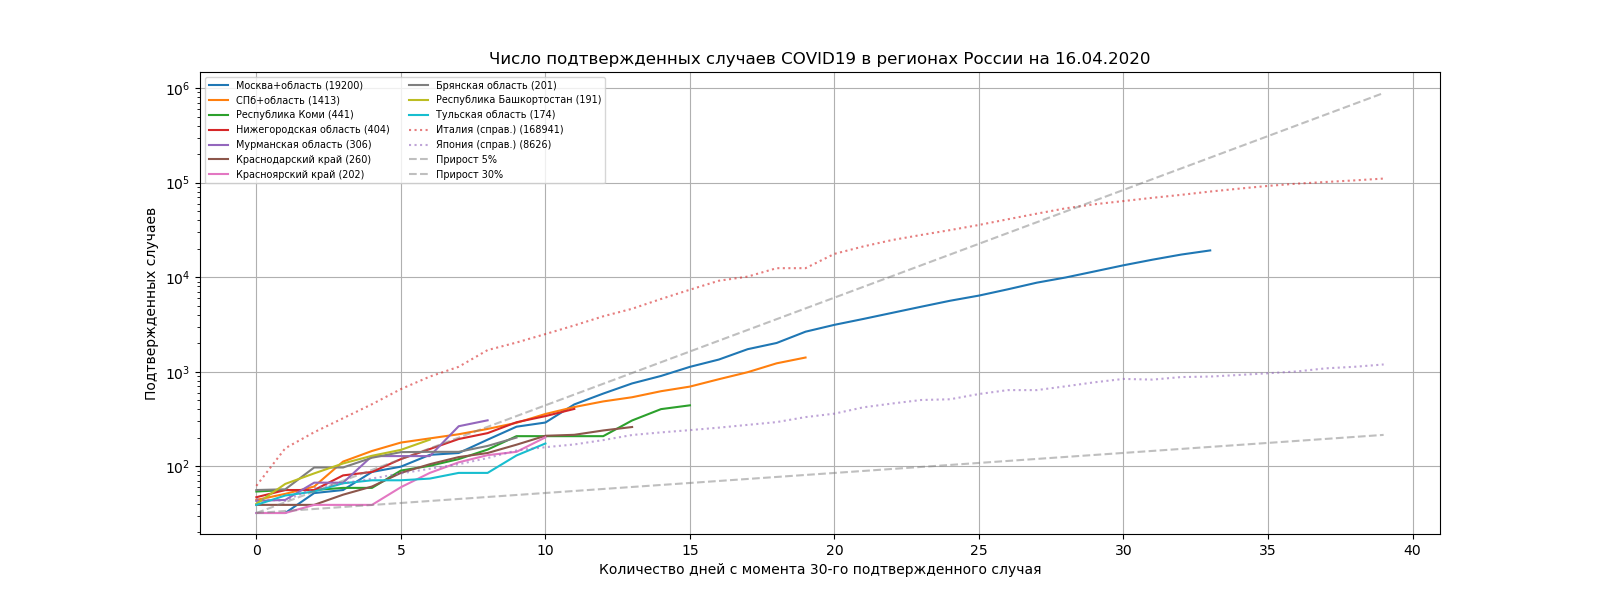 Число подтвержденных случаев COVID19 в регионах России на 16.04.2020
Подтвержденных случаев
10^6
10^5
10^4
10^3
10^2
Москва+область (19200)
СПб+область (1413)
Республика Коми (441)
Нижегородская область (404)
Мурманская область (306)
Краснодарский край (260)
Красноярский край (202)
Брянская область (201)
Республика Башкортостан (191)
Тульская область (174)
Италия (справ.) (168941)
Япония (справ.) (8626)
Прирост 5%
Прирост 30%
0 5 10 15 20 25 30 35 40
Количество дней с момента 30-го подтвержденного случая